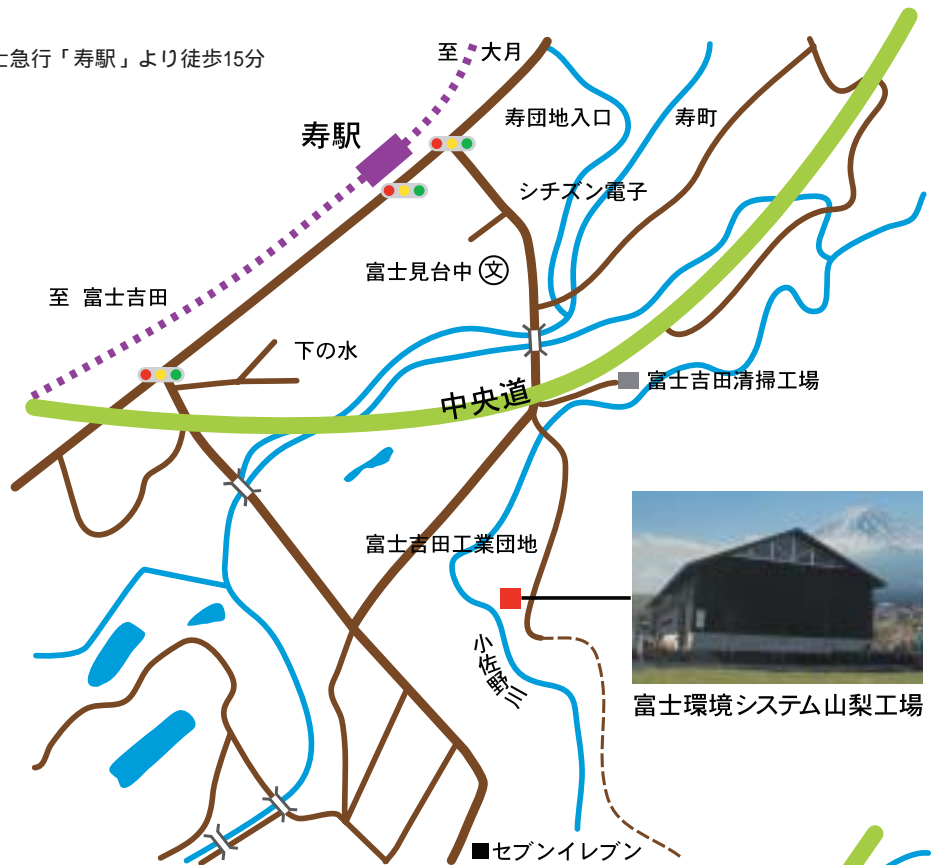 士急行「寿駅」より徒歩15分
至 大月
寿駅
寿団地入口
寿町
シチズン電子
富士見台中
文
至 富士吉田
下の水
中央道
富士吉田清掃工場
富士吉田工業団地
小佐野川
富士環境システム山梨工場
セブンイレブン